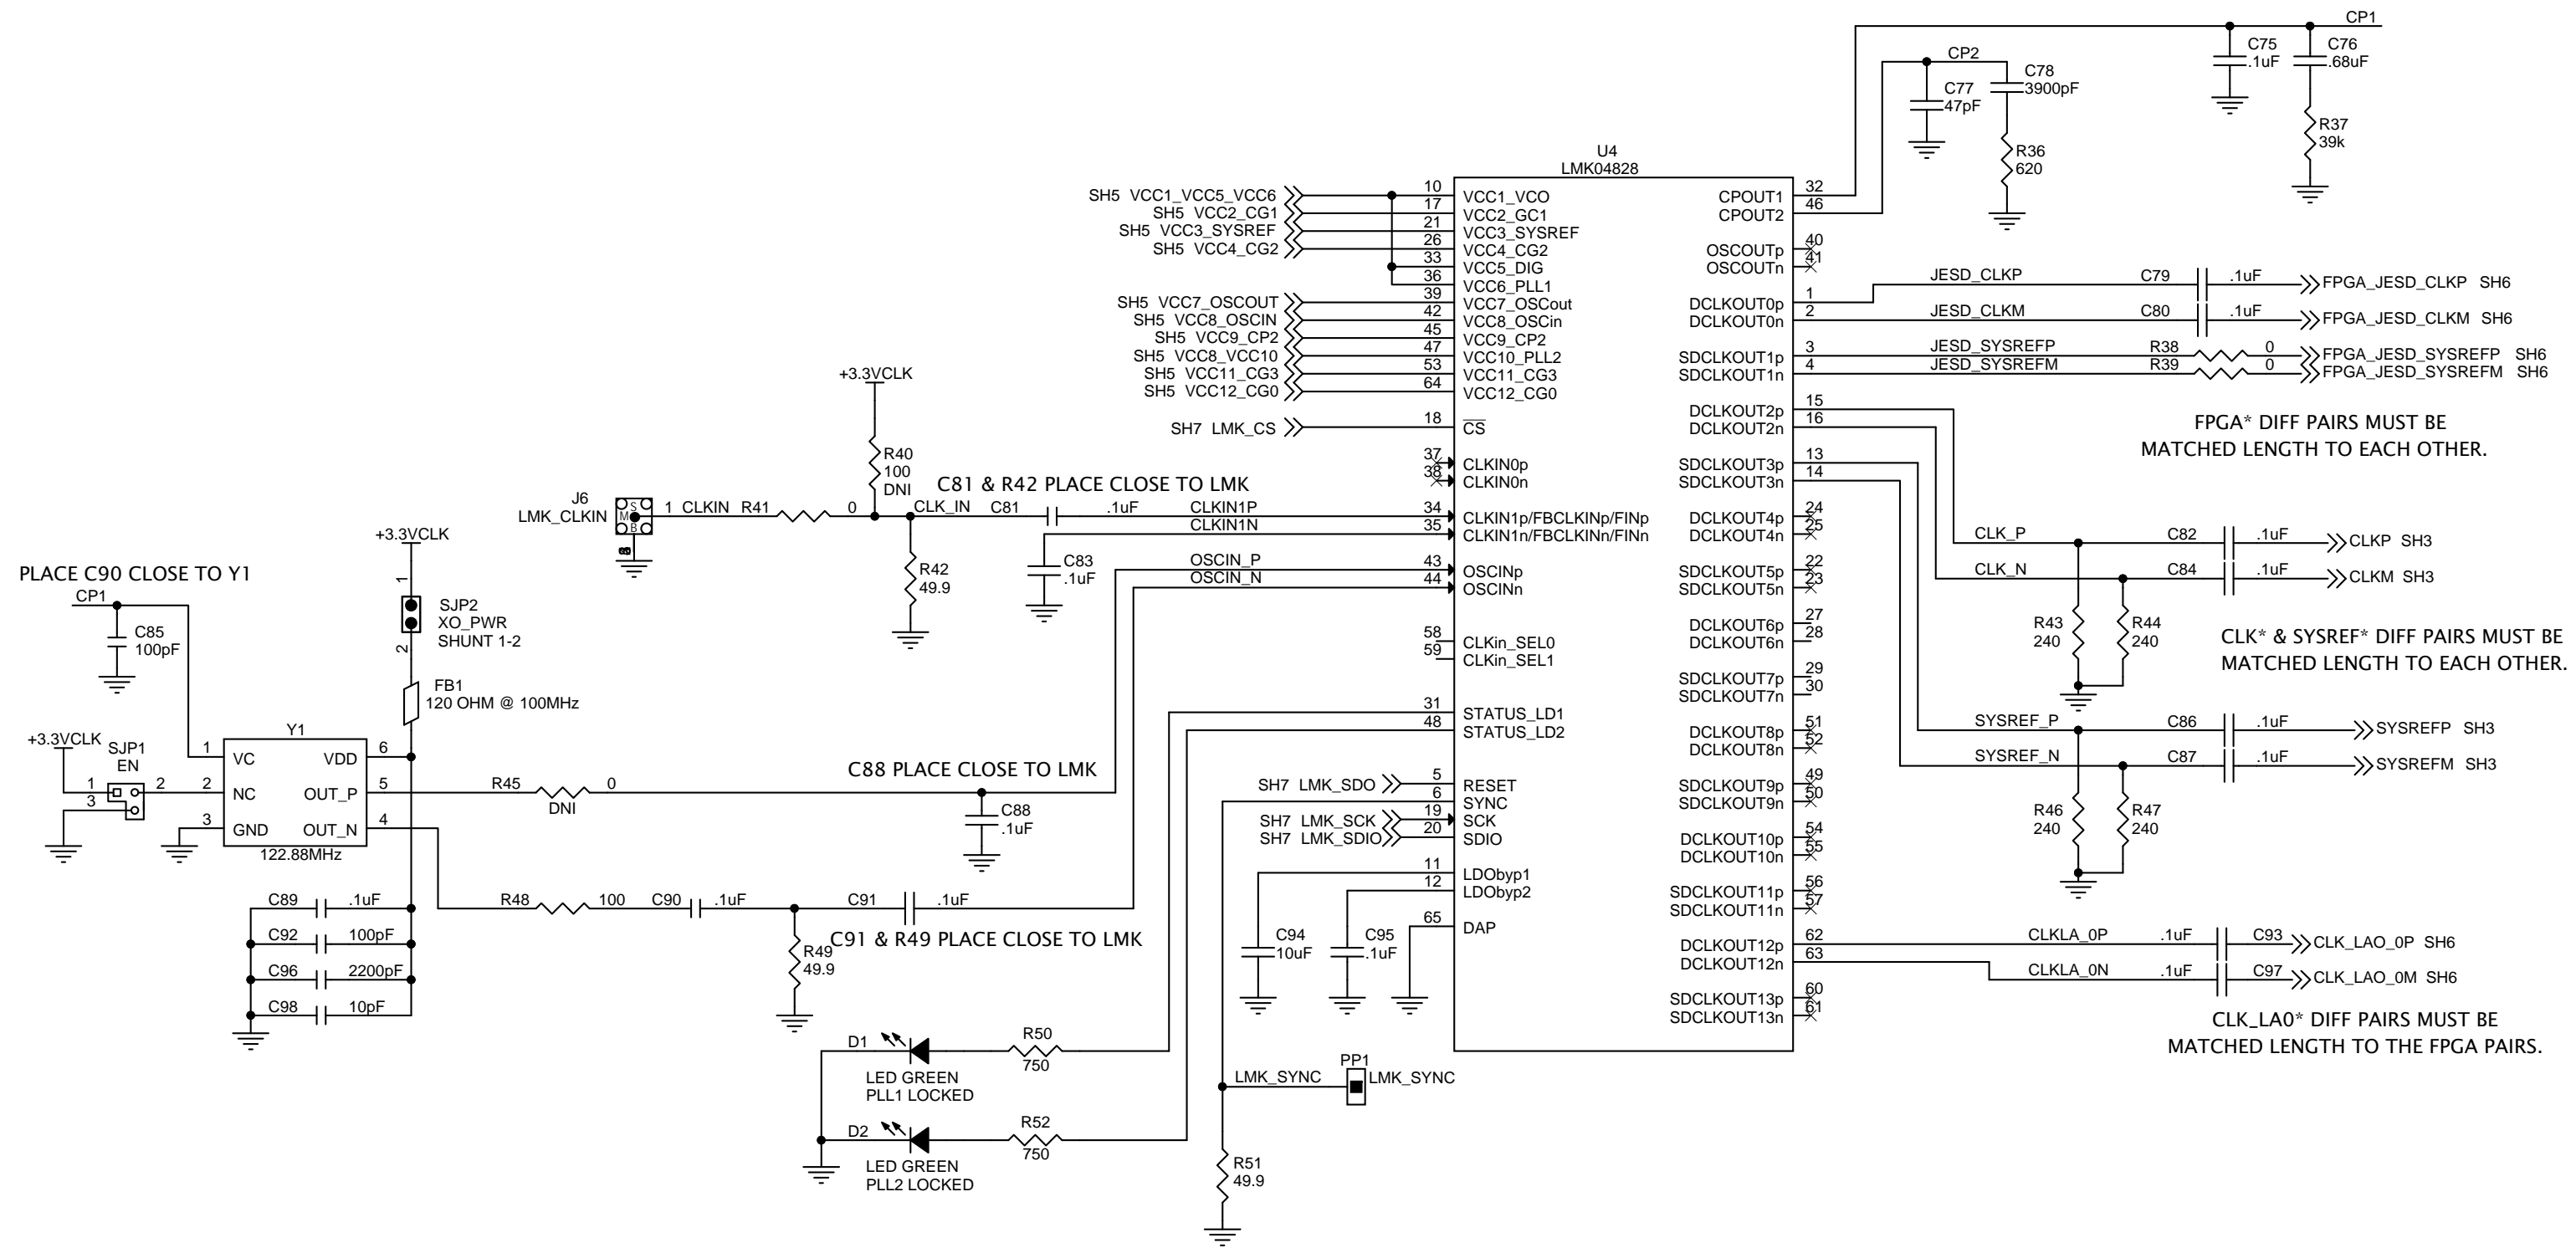 CP1
C75
.1uF
C76
.68uF
R37
39k
CP2
C77
47pF
C78
3900pF
R36
620
U4
LMK04828
SH5 VCC1_VCC5_VCC6
SH5 VCC2_CG1
SH5 VCC3_SYSREF
SH5 VCC4_CG2
SH5 VCC7_OSCOUT
SH5 VCC8_OSCIN
SH5 VCC9_CP2
SH5 VCC8_VCC10
SH5 VCC11_CG3
SH5 VCC12_CG0
SH7 LMK_CS
10 VCC1_VCO
17 VCC2_GC1
21 VCC3_SYSREF
26 VCC4_CG2
33 VCC5_DIG
36 VCC6_PLL1
39 VCC7_OSCout
42 VCC8_OSCin
45 VCC9_CP2
47 VCC10_PLL2
53 VCC11_CG3
64 VCC12_CG0
18 CS
37 CLKIN0p
38 CLKIN0n
34 CLKIN1p/FBCLKINp/FINp
35 CLKIN1n/FBCLKINn/FINn
43 OSCINp
44 OSCINn
58 CLKin_SEL0
59 CLKin_SEL1
31 STATUS_LD1
48 STATUS_LD2
5 RESET
6 SYNC
19 SCK
20 SDIO
11 LDObyp1
12 LDObyp2
65 DAP
CPOUT1 32
CPOUT2 46
OSCOUTp 40
OSCOUTn 41
DCLKOUT0p 1
DCLKOUT0n 2
SDCLKOUT1p 3
SDCLKOUT1n 4
DCLKOUT2p 15
DCLKOUT2n 16
SDCLKOUT3p 13
SDCLKOUT3n 14
DCLKOUT4p 24
DCLKOUT4n 25
SDCLKOUT5p 22
SDCLKOUT5n 23
DCLKOUT6p 27
DCLKOUT6n 28
SDCLKOUT7p 29
SDCLKOUT7n 30
DCLKOUT8p 51
DCLKOUT8n 52
SDCLKOUT9p 49
SDCLKOUT9n 50
DCLKOUT10p 54
DCLKOUT10n 55
SDCLKOUT11p 56
SDCLKOUT11n 57
DCLKOUT12p 62
DCLKOUT12n 63
SDCLKOUT13p 60
SDCLKOUT13n 61
JESD_CLKP C79 .1uF FPGA_JESD_CLKP SH6
JESD_CLKM C80 .1uF FPGA_JESD_CLKM SH6
JESD_SYSREFP R38 0 FPGA_JESD_SYSREFP SH6
JESD_SYSREFM R39 0 FPGA_JESD_SYSREFM SH6
FPGA* DIFF PAIRS MUST BE
MATCHED LENGTH TO EACH OTHER.
CLK_P C82 .1uF CLKP SH3
CLK_N C84 .1uF CLKM SH3
R43
240
R44
240
CLK* & SYSREF* DIFF PAIRS MUST BE
MATCHED LENGTH TO EACH OTHER.
SYSREF_P C86 .1uF SYSREFP SH3
SYSREF_N C87 .1uF SYSREFM SH3
R46
240
R47
240
CLKLA_0P .1uF C93 CLK_LAO_0P SH6
CLKLA_0N .1uF C97 CLK_LAO_0M SH6
CLK_LA0* DIFF PAIRS MUST BE
MATCHED LENGTH TO THE FPGA PAIRS.
+3.3VCLK
R40
100
DNI
C81 & R42 PLACE CLOSE TO LMK
J6
LMK_CLKIN
M
S
B
1 CLKIN R41 0 CLK_IN C81 .1uF CLKIN1P
CLKIN1N
R42
49.9
C83
.1uF
OSCIN_P
OSCIN_N
+3.3VCLK
1
SJP2
XO_PWR
SHUNT 1-2
2
FB1
120 OHM @ 100MHz
PLACE C90 CLOSE TO Y1
CP1
C85
100pF
+3.3VCLK
SJP1
EN
1 2
3
Y1
1 VC VDD 6
2 NC OUT_P 5
3 GND OUT_N 4
122.88MHz
R45 0
DNI
C88 PLACE CLOSE TO LMK
C88
.1uF
C89 .1uF
C92 100pF
C96 2200pF
C98 10pF
R48 100 C90 .1uF C91 .1uF
C91 & R49 PLACE CLOSE TO LMK
R49
49.9
SH7 LMK_SDO
SH7 LMK_SCK
SH7 LMK_SDIO
C94
10uF
C95
.1uF
D1
LED GREEN
PLL1 LOCKED
R50
750
D2
LED GREEN
PLL2 LOCKED
R52
750
LMK_SYNC
PP1
LMK_SYNC
R51
49.9